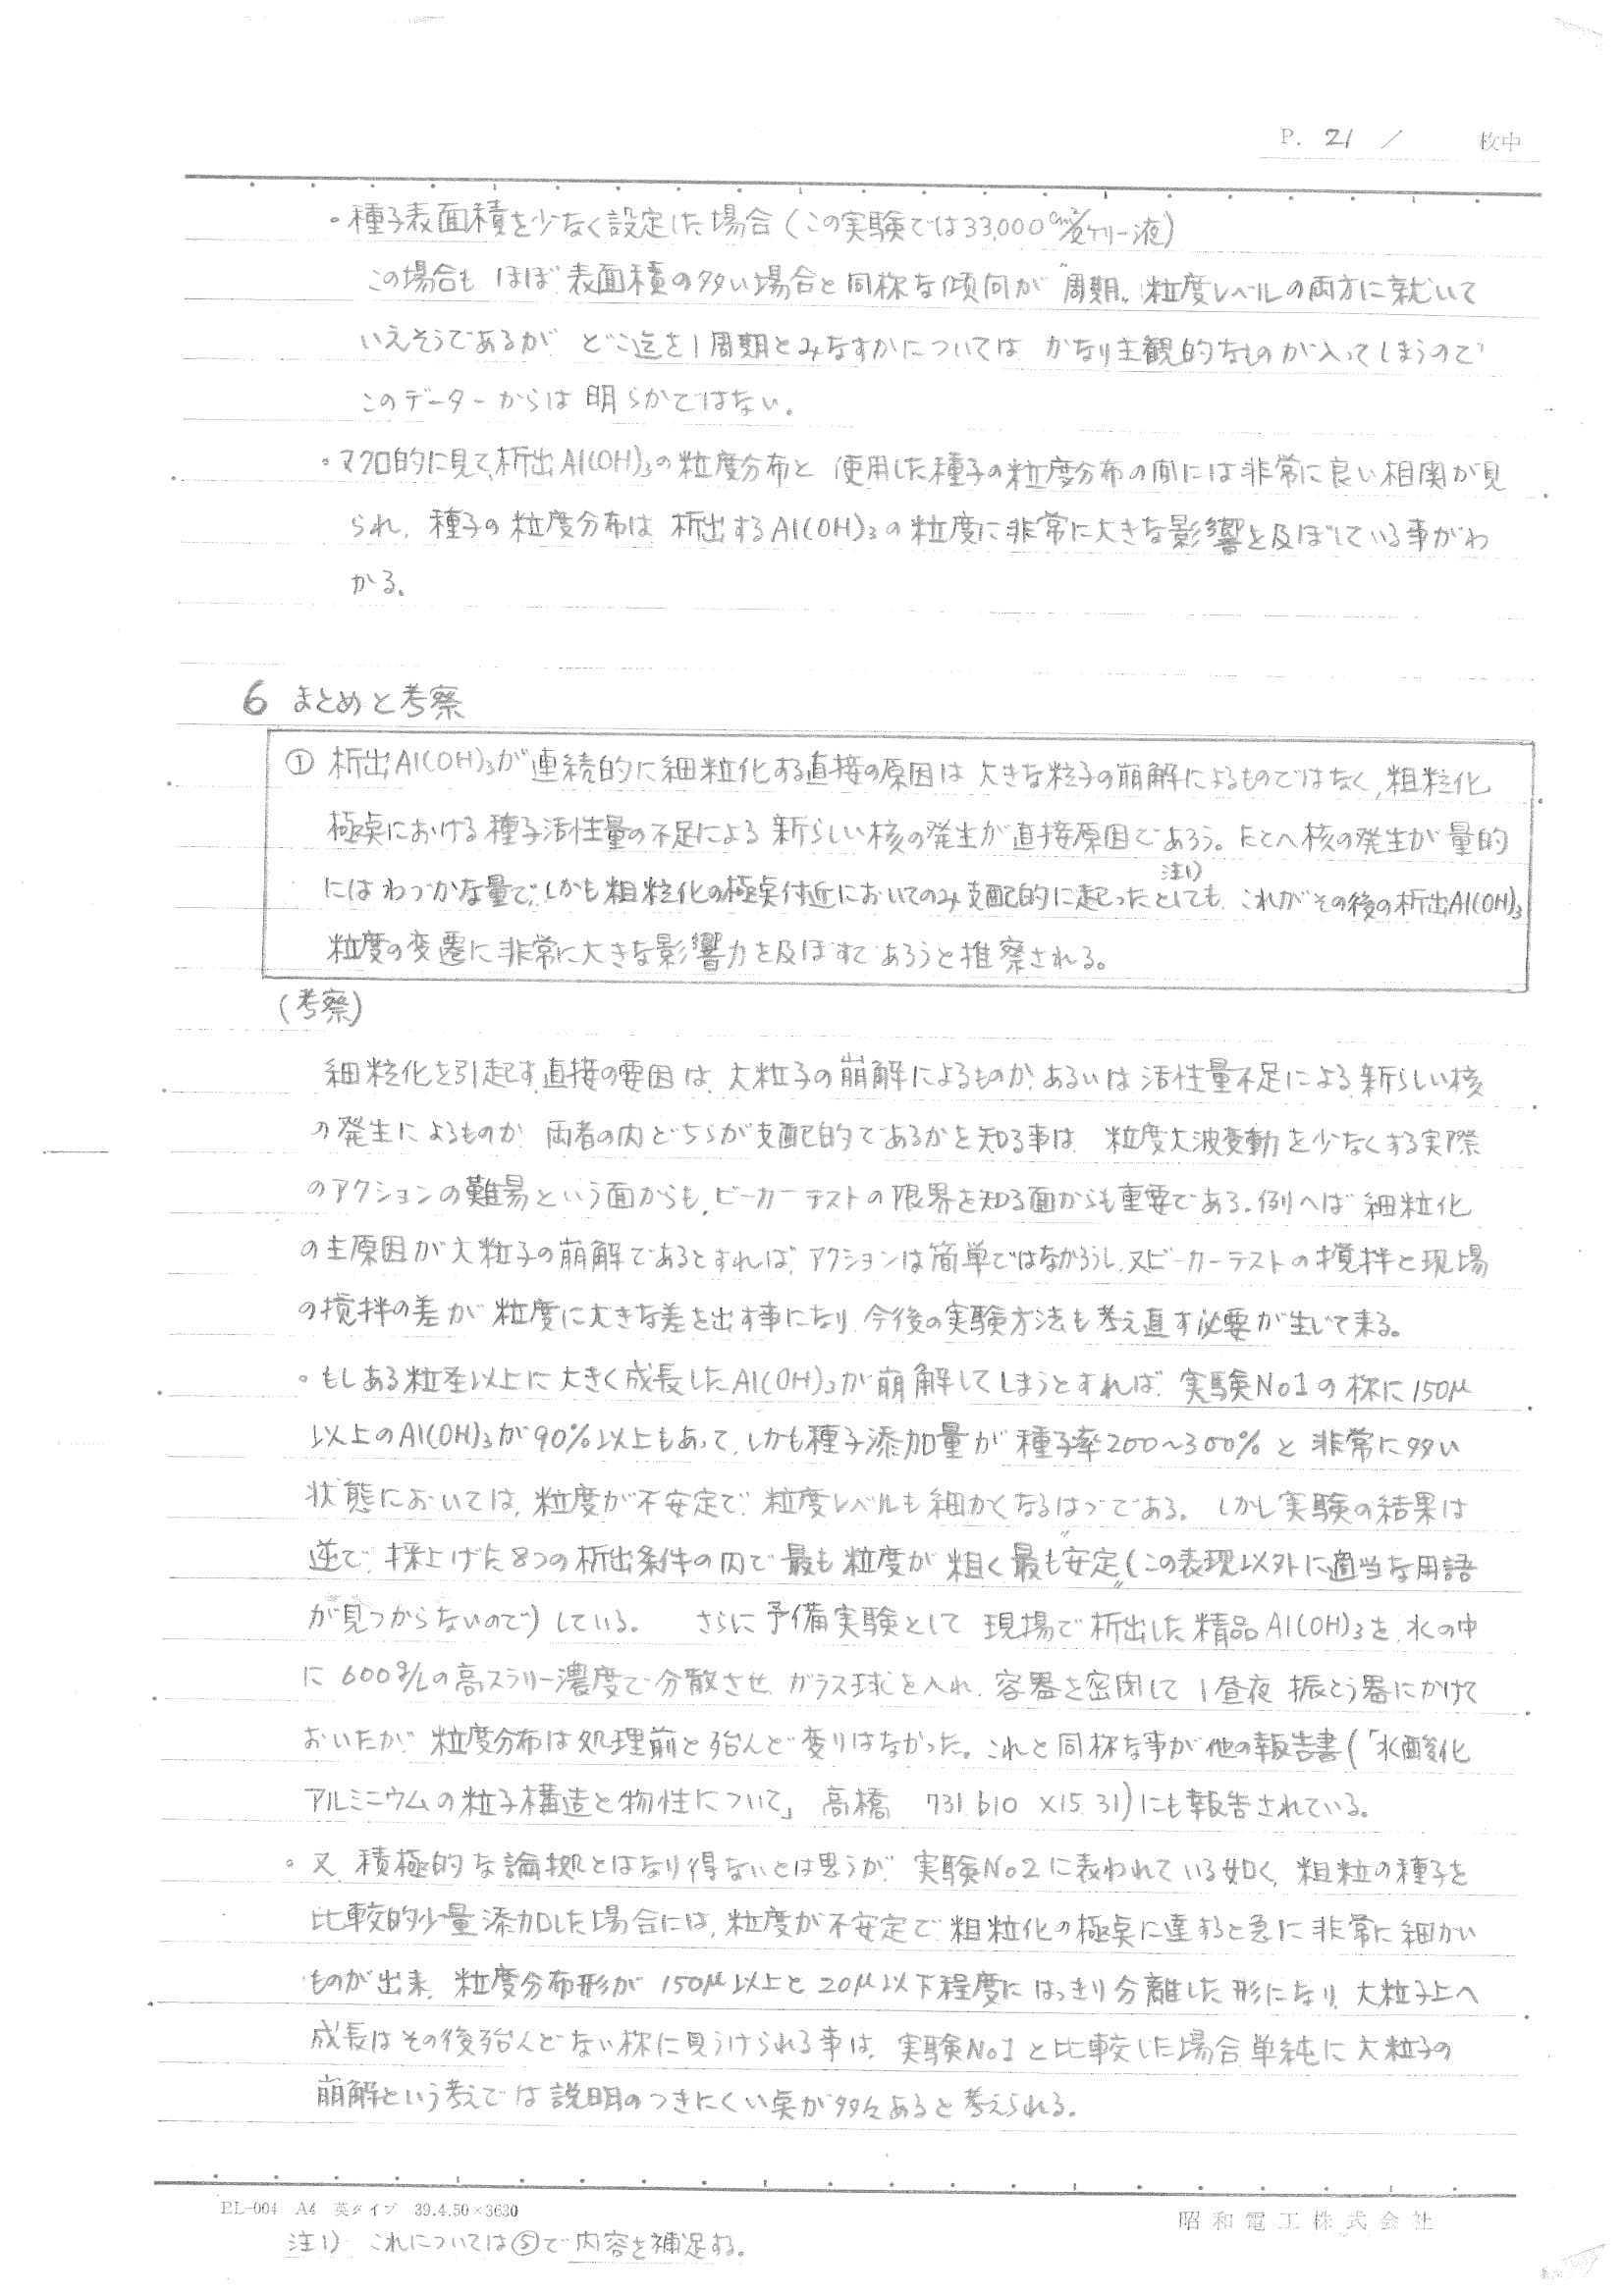 P. 21 / 枚中
。種子表面積を少なく設定した場合(この実験では33,000cm²/ℓケリー液)
この場合も ほぼ 表面積の多い場合と同様な傾向が 周期、粒度レベルの両方に就いて
いえそうであるが どこ迄を1周期とみなすかについては かなり主観的なものが入ってしまうので
このデーターからは 明らかではない。
。マクロ的に見て、析出Al(OH)₃の粒度分布と 使用した種子の粒度分布の間には非常に良い相関が見
られ、種子の粒度分布は 析出するAl(OH)₃の粒度に非常に大きな影響を及ぼしている事がわ
かる。
6 まとめと考察
① 析出Al(OH)₃が連続的に細粒化する直接の原因は 大きな粒子の崩解によるものではなく、粗粒化
極点における種子活性量の不足による 新らしい核の発生が直接原因であろう。たとへ核の発生が量的
注1)
にはわづかな量で、しかも粗粒化の極点付近においてのみ支配的に起ったとしても、これがその後の析出Al(OH)₃
粒度の変遷に非常に大きな影響力を及ぼすであろうと推察される。
(考察)
細粒化を引起す直接の要因は、大粒子の崩解によるものか、あるいは活性量不足による新らしい核
の発生によるものか 両者の内どちらが支配的であるかを知る事は 粒度大波変動を少なくする実際
のアクションの難易という面からも、ビーカーテストの限界を知る面からも重要である。例へば 細粒化
の主原因が大粒子の崩解であるとすれば、アクションは簡単ではなかろうし、又ビーカーテストの撹拌と現場
の撹拌の差が 粒度に大きな差を出す事になり 今後の実験方法も考え直す必要が生じて来る。
。もしある粒径以上に大きく成長したAl(OH)₃が崩解してしまうとすれば、実験No1の様に150μ
以上のAl(OH)₃が90%以上もあって、しかも種子添加量が種子率200~300%と非常に多い
状態においては、粒度が不安定で、粒度レベルも細かくなるはづである。しかし実験の結果は
逆で、採上げた8つの析出条件の内で最も粒度が 粗く最も"安定"(この表現以外に適当な用語
が見つからないので)している。 さらに予備実験として 現場で析出した精品Al(OH)₃を、水の中
に600g/Lの高スラリー濃度で分散させ ガラス球を入れ、容器を密閉して1昼夜 振とう器にかけて
おいたが、粒度分布は処理前と殆んど変りはなかった。これと同様な事が他の報告書(「水酸化
アルミニウムの粒子構造と物性について」 高橋 731.610 ×15.31)にも報告されている。
。又、積極的な論拠とはなり得ないとは思うが、実験No2に表われている如く、粗粒の種子を
比較的少量添加した場合には、粒度が不安定で 粗粒化の極点に達すると急に 非常に細かい
ものが出来、粒度分布形が 150μ以上と20μ以下程度にはっきり分離した形になり、大粒子上へ
成長はその後殆んどない様に見うけられる事は、実験No1と比較した場合 単純に大粒子の
崩解という考えでは説明のつきにくい点が多々あると考えられる。
BL-004 A4 英タイプ 39.4.50×3630
昭和電工株式会社
注1) これについては⑤で内容を補足する。